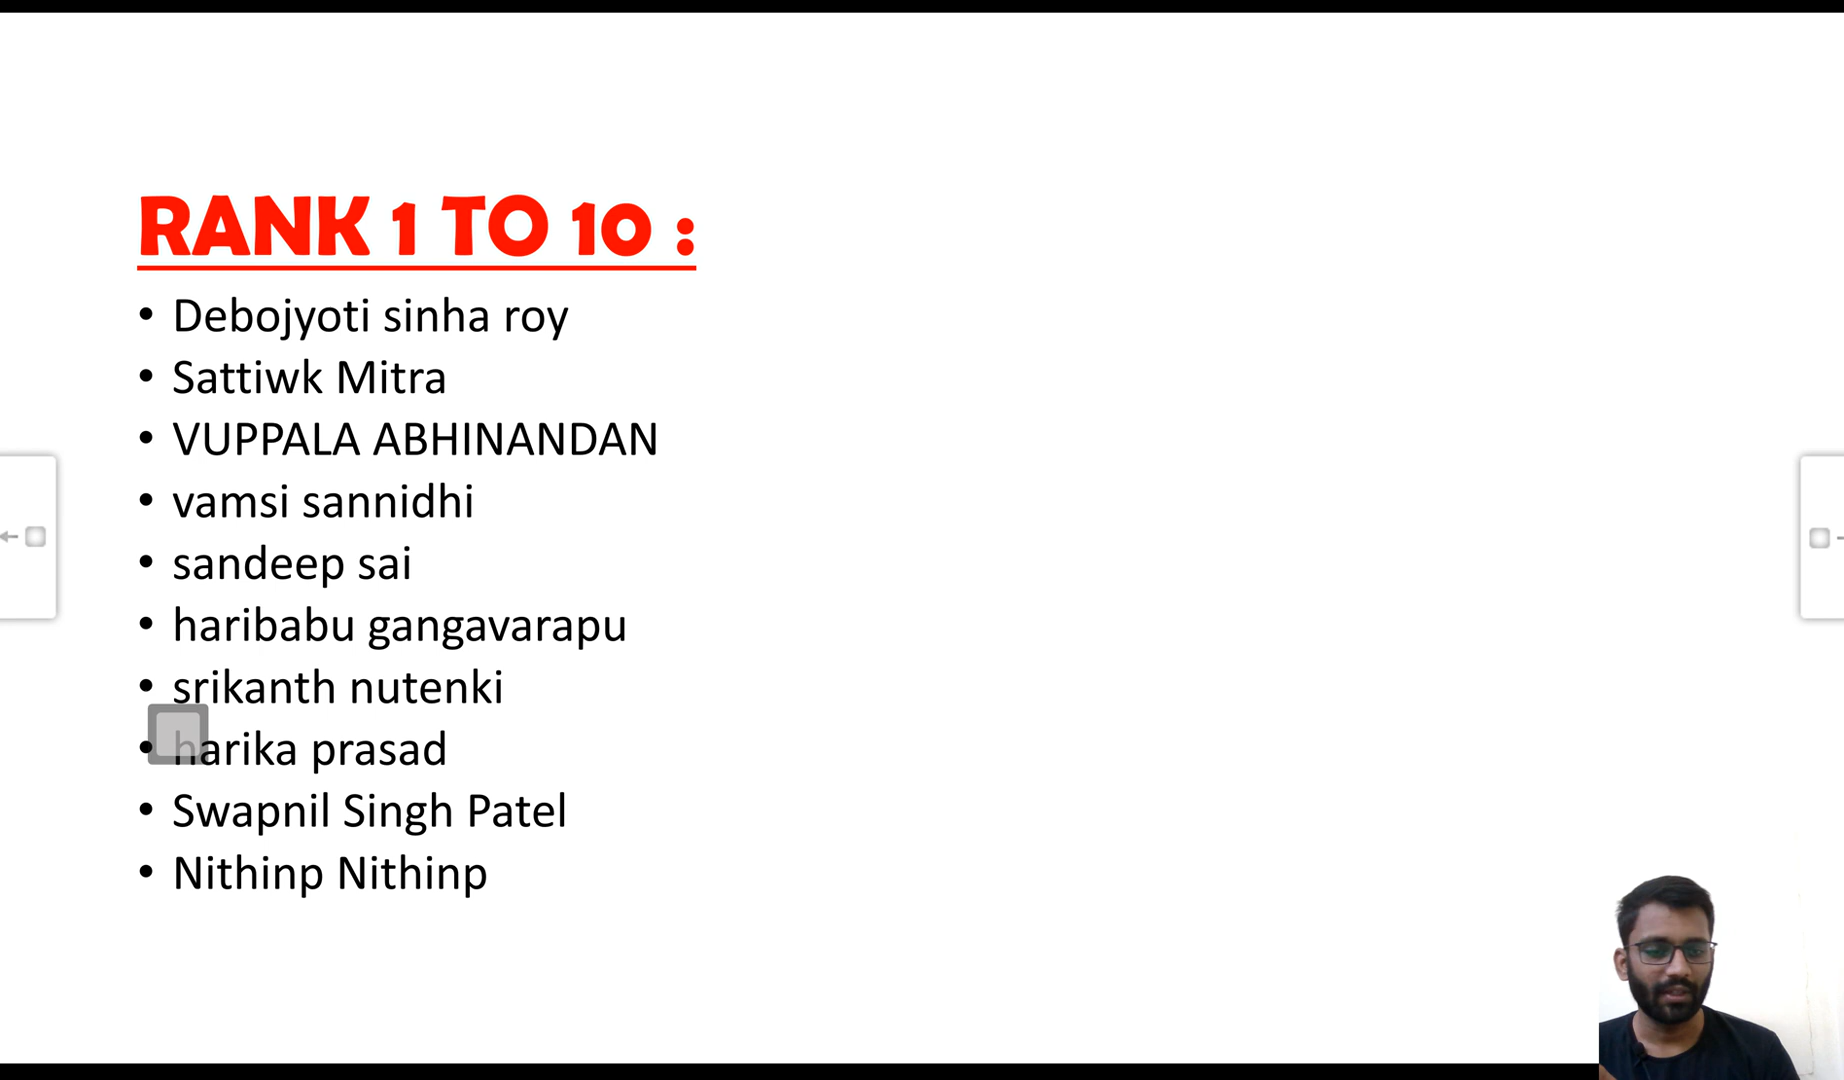 RANK 1 TO 10 :
• Debojyoti sinha roy
• Sattiwk Mitra
• VUPPALA ABHINANDAN
• vamsi sannidhi
• sandeep sai
• haribabu gangavarapu
• srikanth nutenki
• harika prasad
• Swapnil Singh Patel
• Nithinp Nithinp